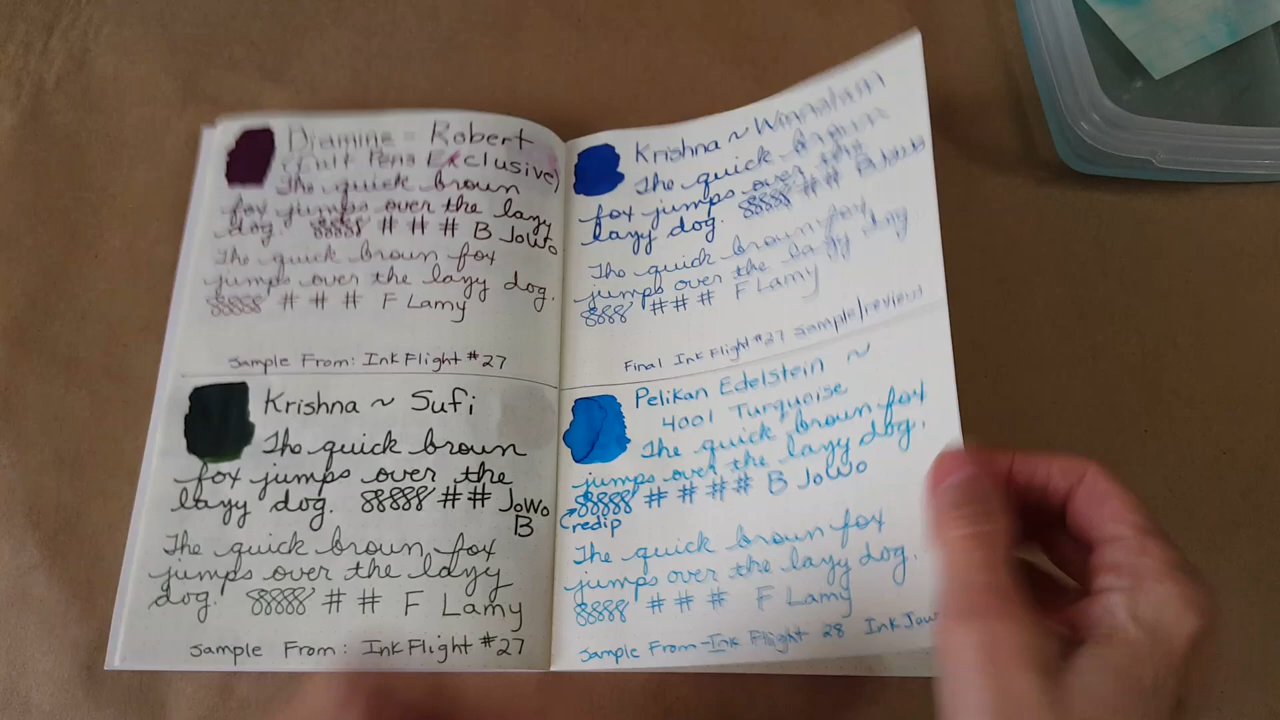 Diamine - Robert
(Cult Pens Exclusive)
The quick brown
fox jumps over the lazy
dog. 88888 # # # B JoWo
The quick brown fox
jumps over the lazy dog.
88888 # # # F Lamy
Sample From: Ink Flight #27
Krishna ~ Sufi
The quick brown
fox jumps over the
lazy dog. 88888 # # JoWo
B
The quick brown fox
jumps over the lazy
dog. 88888 # # F Lamy
Sample From: Ink Flight #27
Krishna ~
The quick brown
fox jumps over the
lazy dog. 88888 # # B
The quick brown fox
jumps over the lazy dog
8888 # # # F Lamy
Final Ink Flight #27 sample/review
Pelikan Edelstein ~
4001 Turquoise
The quick brown fox
jumps over the lazy dog.
88888 # # # # B JoWo
redip
The quick brown fox
jumps over the lazy dog.
8888 # # # F Lamy
Sample From - Ink Flight 28 Ink